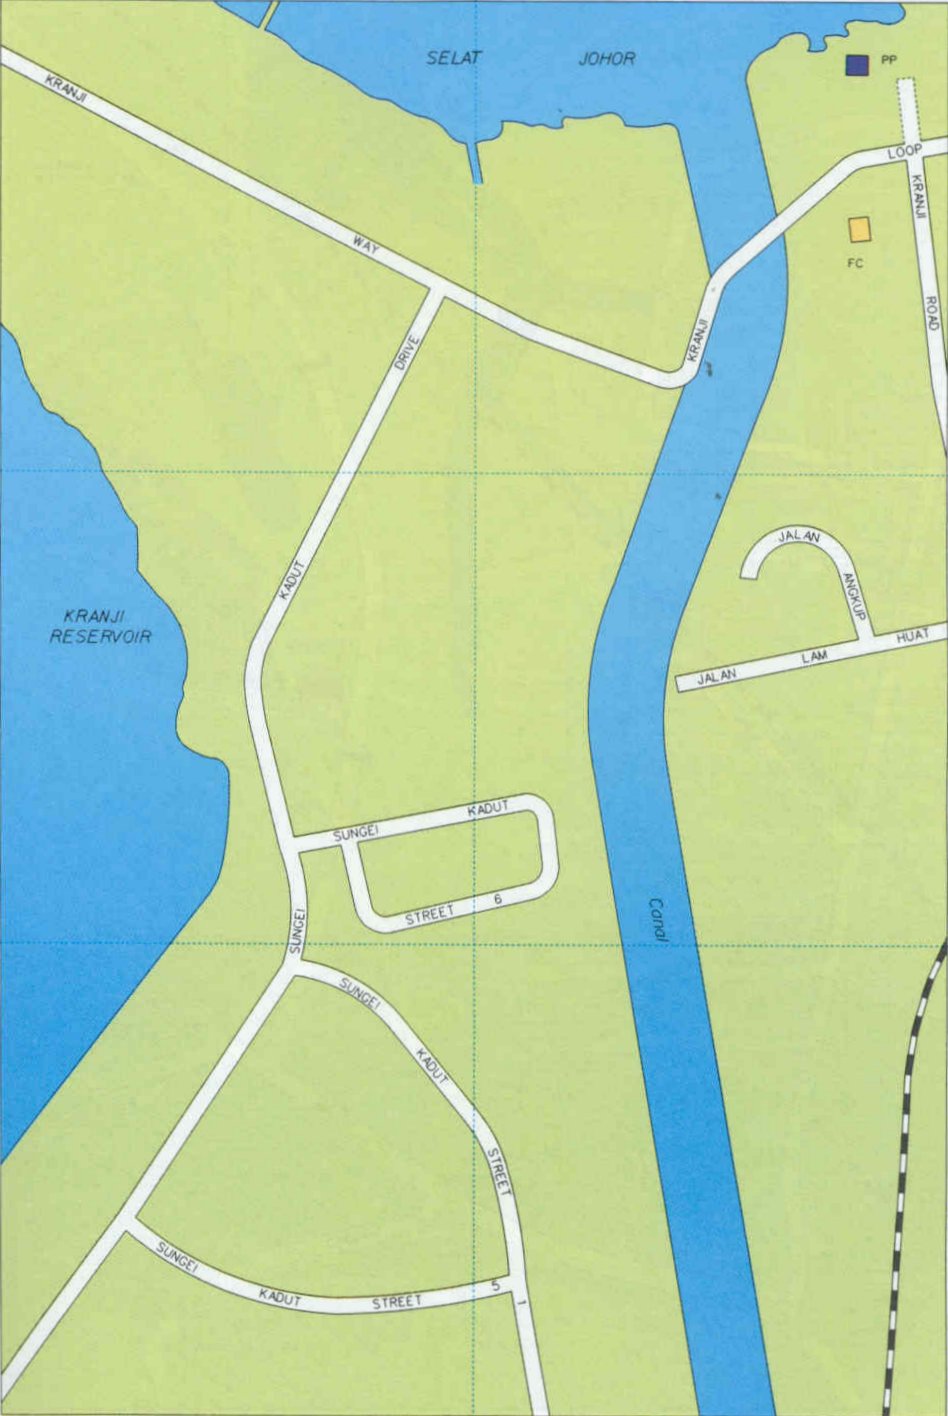 SELAT JOHOR
PP
KRANJI WAY
KRANJI LOOP
KRANJI ROAD
FC
SUNGEI KADUT DRIVE
JALAN ANGKUP
KRANJI
RESERVOIR
JALAN LAM HUAT
SUNGEI KADUT
STREET 6
Canal
SUNGEI KADUT STREET 1
SUNGEI KADUT STREET 5